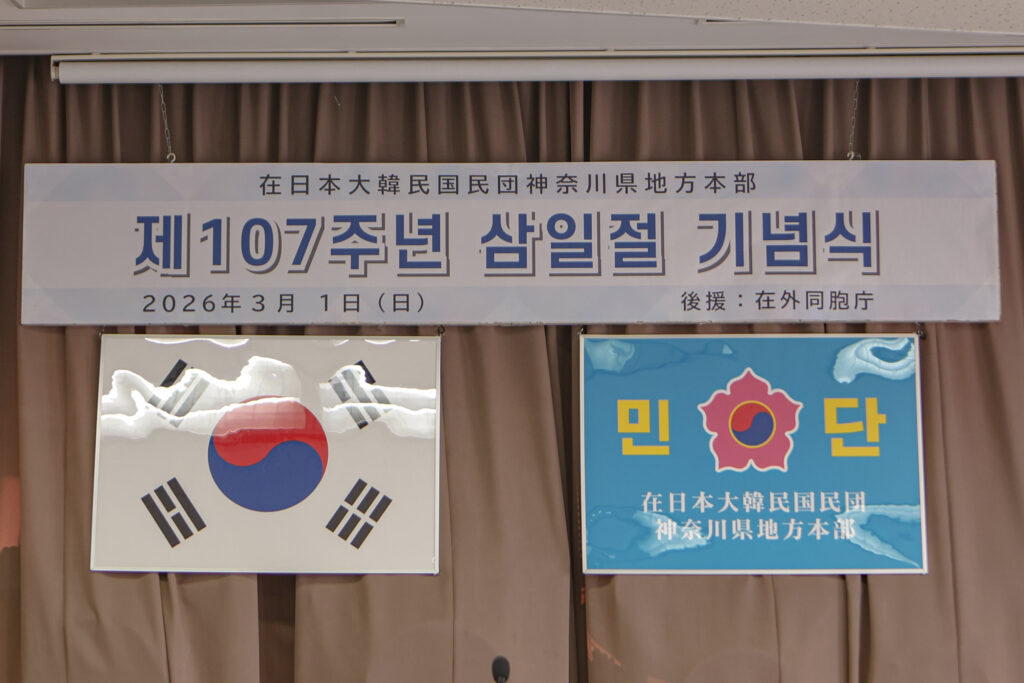 在日本大韓民国民団神奈川県地方本部
제107주년 삼일절 기념식
2026年3月 1日（日）
後援：在外同胞庁
민 단
在日本大韓民国民団
神奈川県地方本部